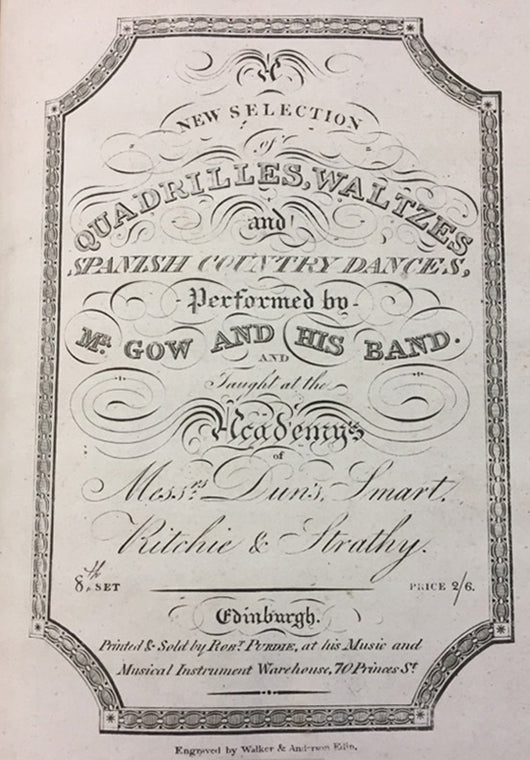 A
NEW SELECTION
of
QUADRILLES, WALTZES
and
SPANISH COUNTRY DANCES,
Performed by
Mr. GOW AND HIS BAND.
AND
Taught at the
Academy's
of
Messrs. Dun's, Smart,
Ritchie & Strathy.
8th SET
PRICE 2/6.
Edinburgh.
Printed & Sold by ROBT. PURDIE, at his Music and
Musical Instrument Warehouse, 70 Princes St.
Engraved by Walker & Anderson Edin.